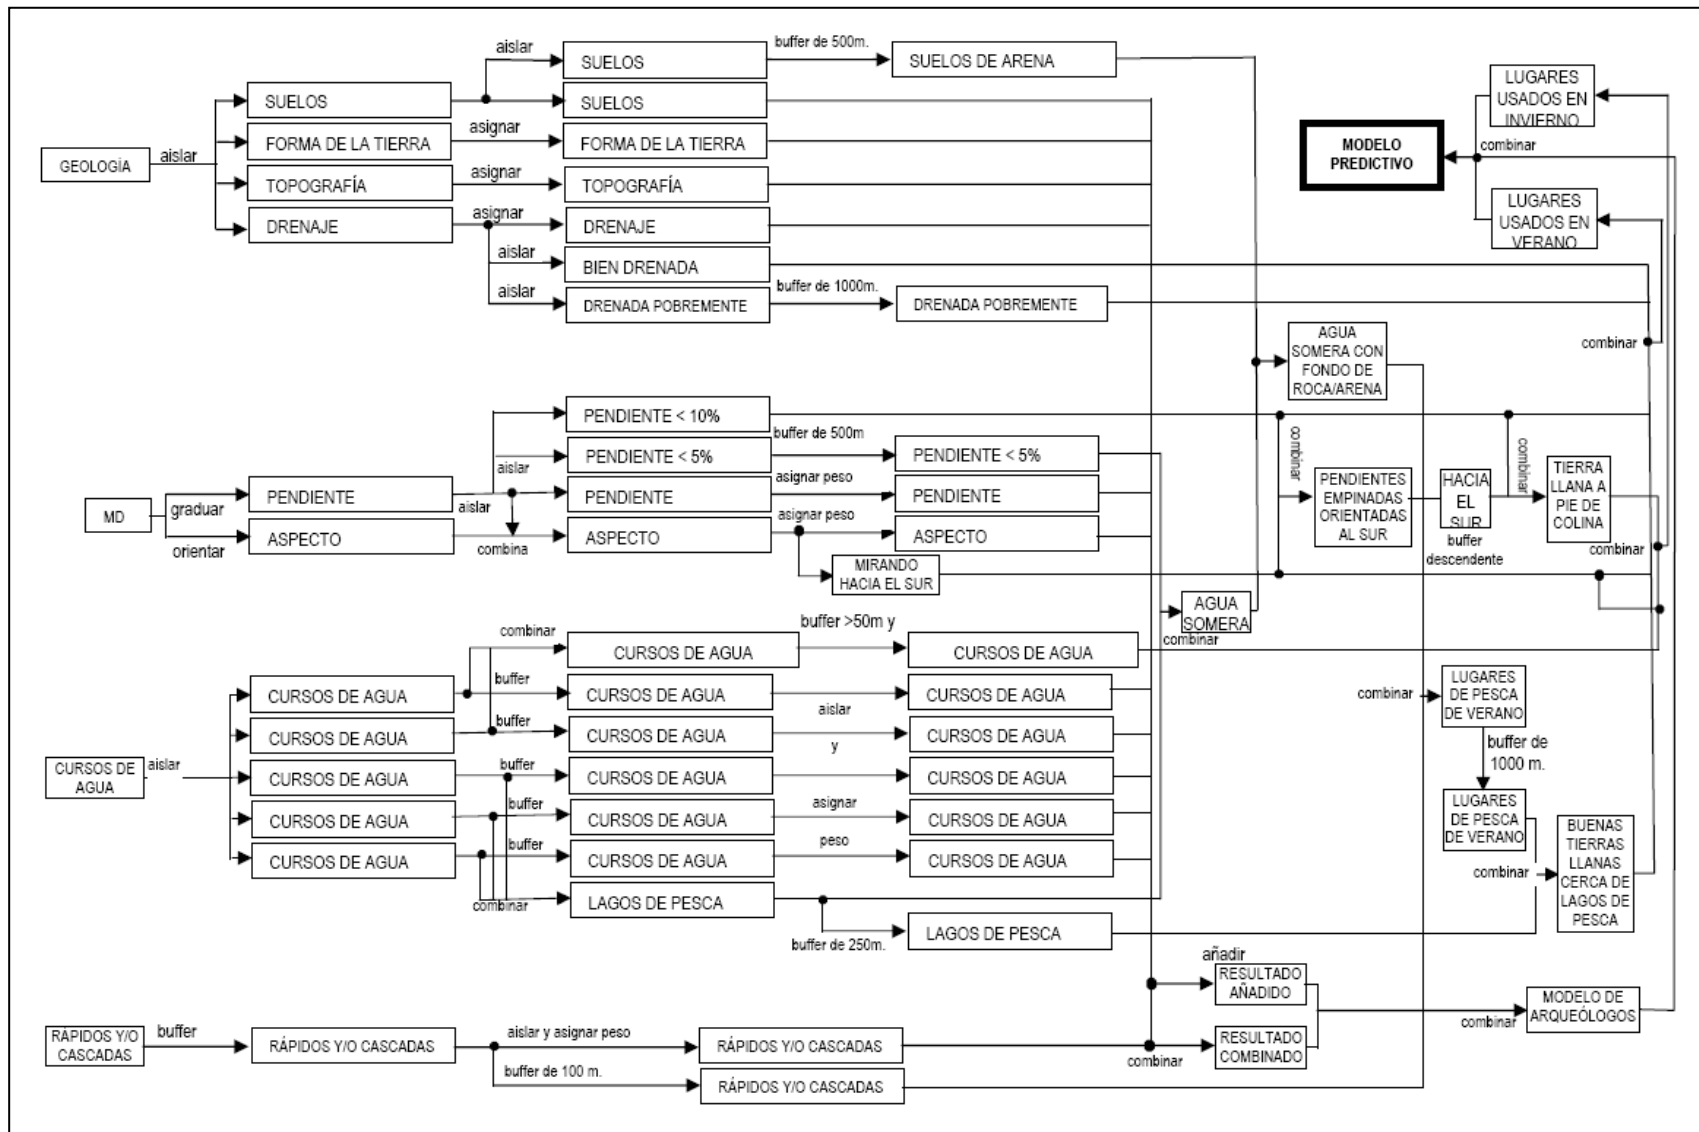 aislar
buffer de 500m.
SUELOS
SUELOS DE ARENA
SUELOS
SUELOS
asignar
FORMA DE LA TIERRA
FORMA DE LA TIERRA
GEOLOGÍA
aislar
asignar
TOPOGRAFÍA
TOPOGRAFÍA
asignar
DRENAJE
DRENAJE
aislar
BIEN DRENADA
aislar
buffer de 1000m.
DRENADA POBREMENTE
DRENADA POBREMENTE
LUGARES
USADOS EN
INVIERNO
combinar
MODELO
PREDICTIVO
LUGARES
USADOS EN
VERANO
combinar
AGUA
SOMERA CON
FONDO DE
ROCA/ARENA
PENDIENTE < 10%
buffer de 500m
aislar
PENDIENTE < 5%
PENDIENTE < 5%
asignar peso
MD
graduar
PENDIENTE
aislar
PENDIENTE
PENDIENTE
asignar peso
orientar
ASPECTO
combina
ASPECTO
ASPECTO
MIRANDO
HACIA EL SUR
combinar
PENDIENTES
EMPINADAS
ORIENTADAS
AL SUR
HACIA
EL
SUR
buffer
descendente
combinar
TIERRA
LLANA A
PIE DE
COLINA
combinar
AGUA
SOMERA
combinar
combinar
buffer >50m y
CURSOS DE AGUA
CURSOS DE AGUA
buffer
CURSOS DE AGUA
CURSOS DE AGUA
CURSOS DE AGUA
aislar
buffer
CURSOS DE AGUA
CURSOS DE AGUA
CURSOS DE AGUA
y
CURSOS DE
AGUA
aislar
buffer
CURSOS DE AGUA
CURSOS DE AGUA
CURSOS DE AGUA
asignar
buffer
CURSOS DE AGUA
CURSOS DE AGUA
CURSOS DE AGUA
peso
buffer
CURSOS DE AGUA
CURSOS DE AGUA
CURSOS DE AGUA
combinar
LAGOS DE PESCA
buffer de 250m.
LAGOS DE PESCA
combinar
LUGARES
DE PESCA
DE VERANO
buffer de
1000 m.
LUGARES
DE PESCA
DE VERANO
combinar
BUENAS
TIERRAS
LLANAS
CERCA DE
LAGOS DE
PESCA
añadir
RESULTADO
AÑADIDO
combinar
MODELO DE
ARQUEÓLOGOS
RÁPIDOS Y/O
CASCADAS
buffer
RÁPIDOS Y/O CASCADAS
aislar y asignar peso
RÁPIDOS Y/O CASCADAS
combinar
RESULTADO
COMBINADO
buffer de 100 m.
RÁPIDOS Y/O CASCADAS